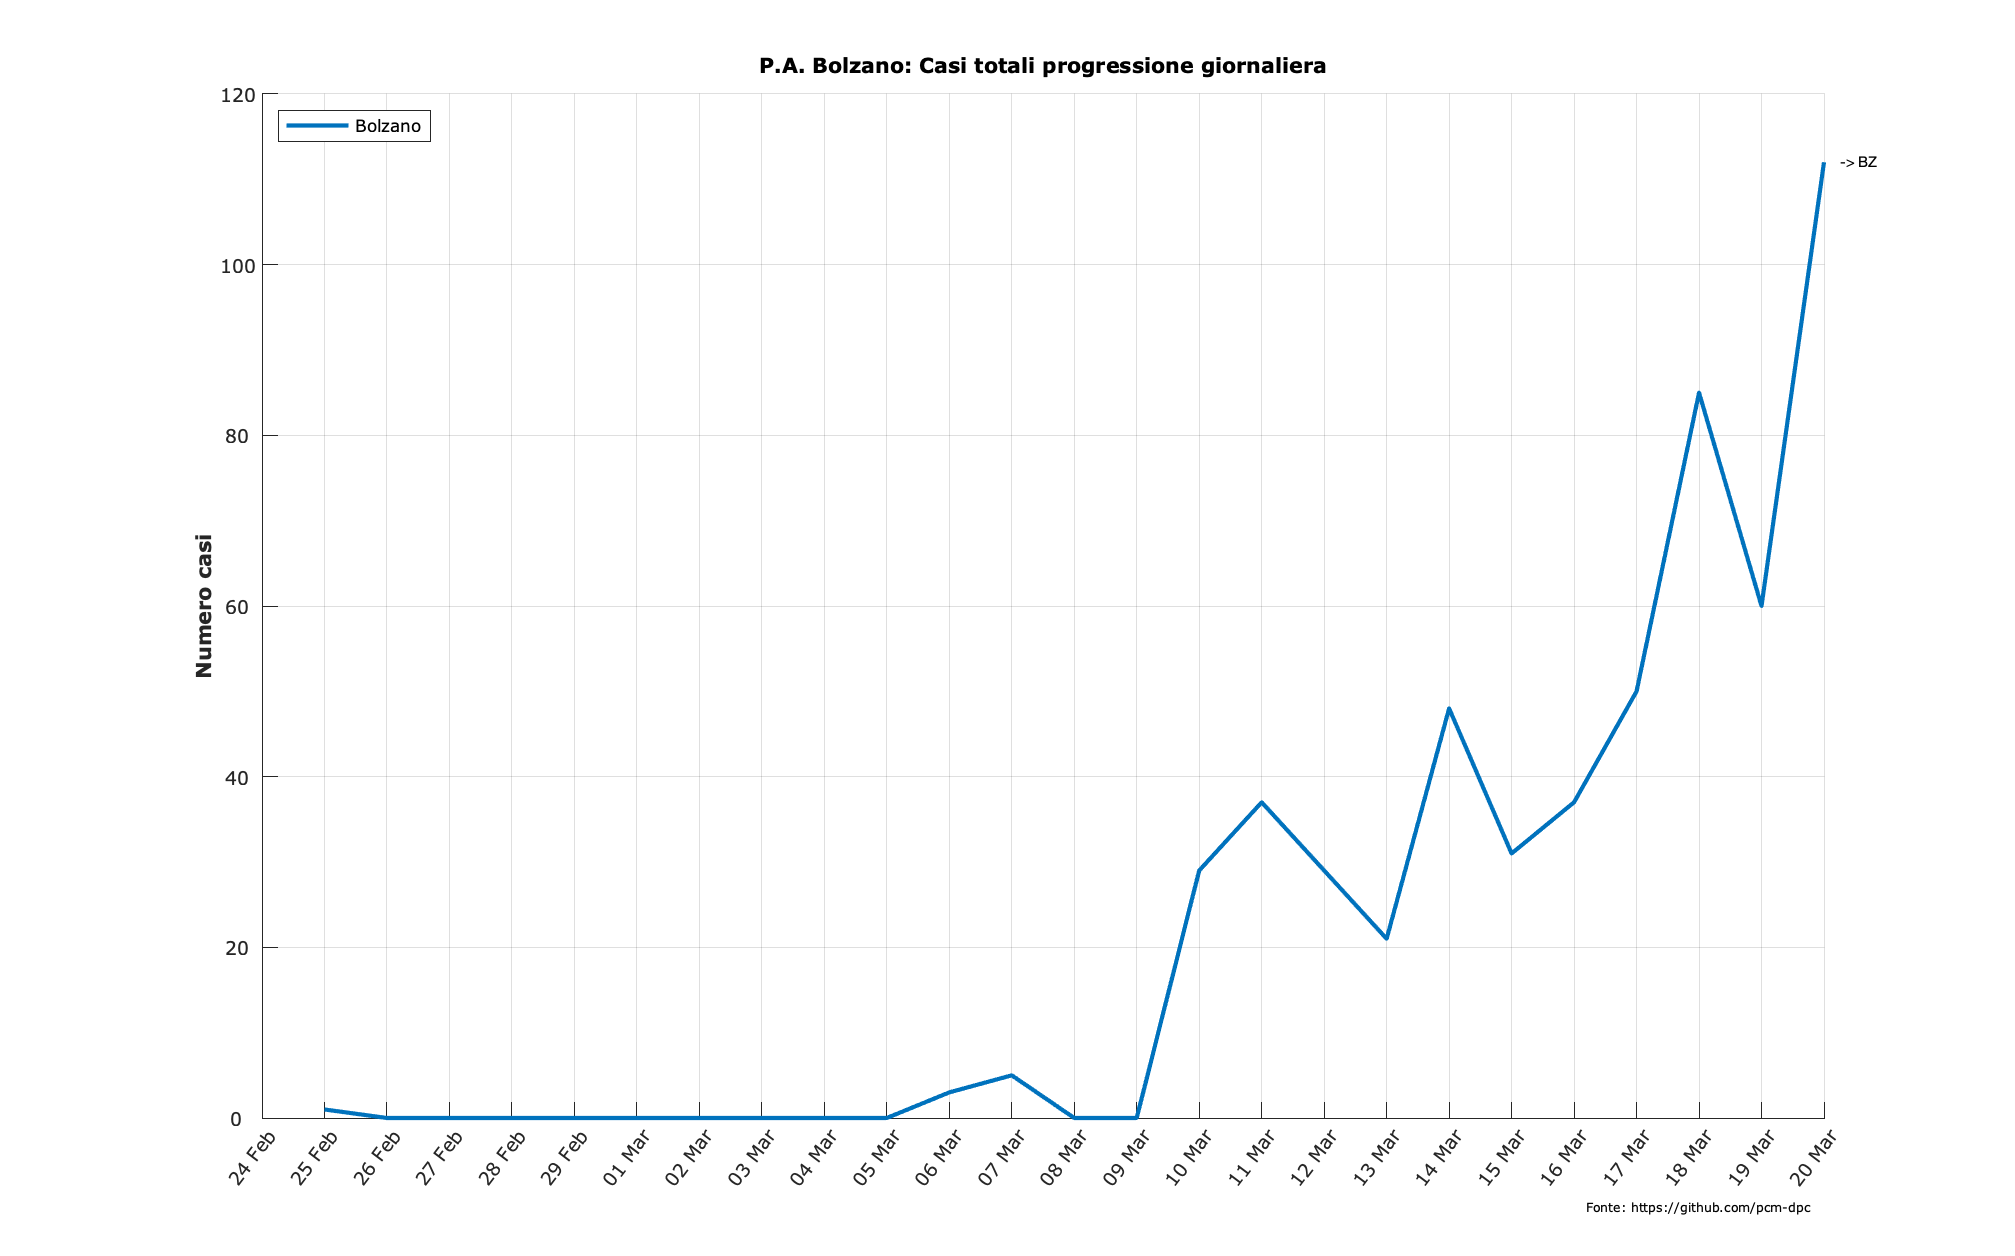 P.A. Bolzano: Casi totali progressione giornaliera
120
100
80
60
40
20
0
Numero casi
Bolzano
-> BZ
24 Feb
25 Feb
26 Feb
27 Feb
28 Feb
29 Feb
01 Mar
02 Mar
03 Mar
04 Mar
05 Mar
06 Mar
07 Mar
08 Mar
09 Mar
10 Mar
11 Mar
12 Mar
13 Mar
14 Mar
15 Mar
16 Mar
17 Mar
18 Mar
19 Mar
20 Mar
Fonte: https://github.com/pcm-dpc